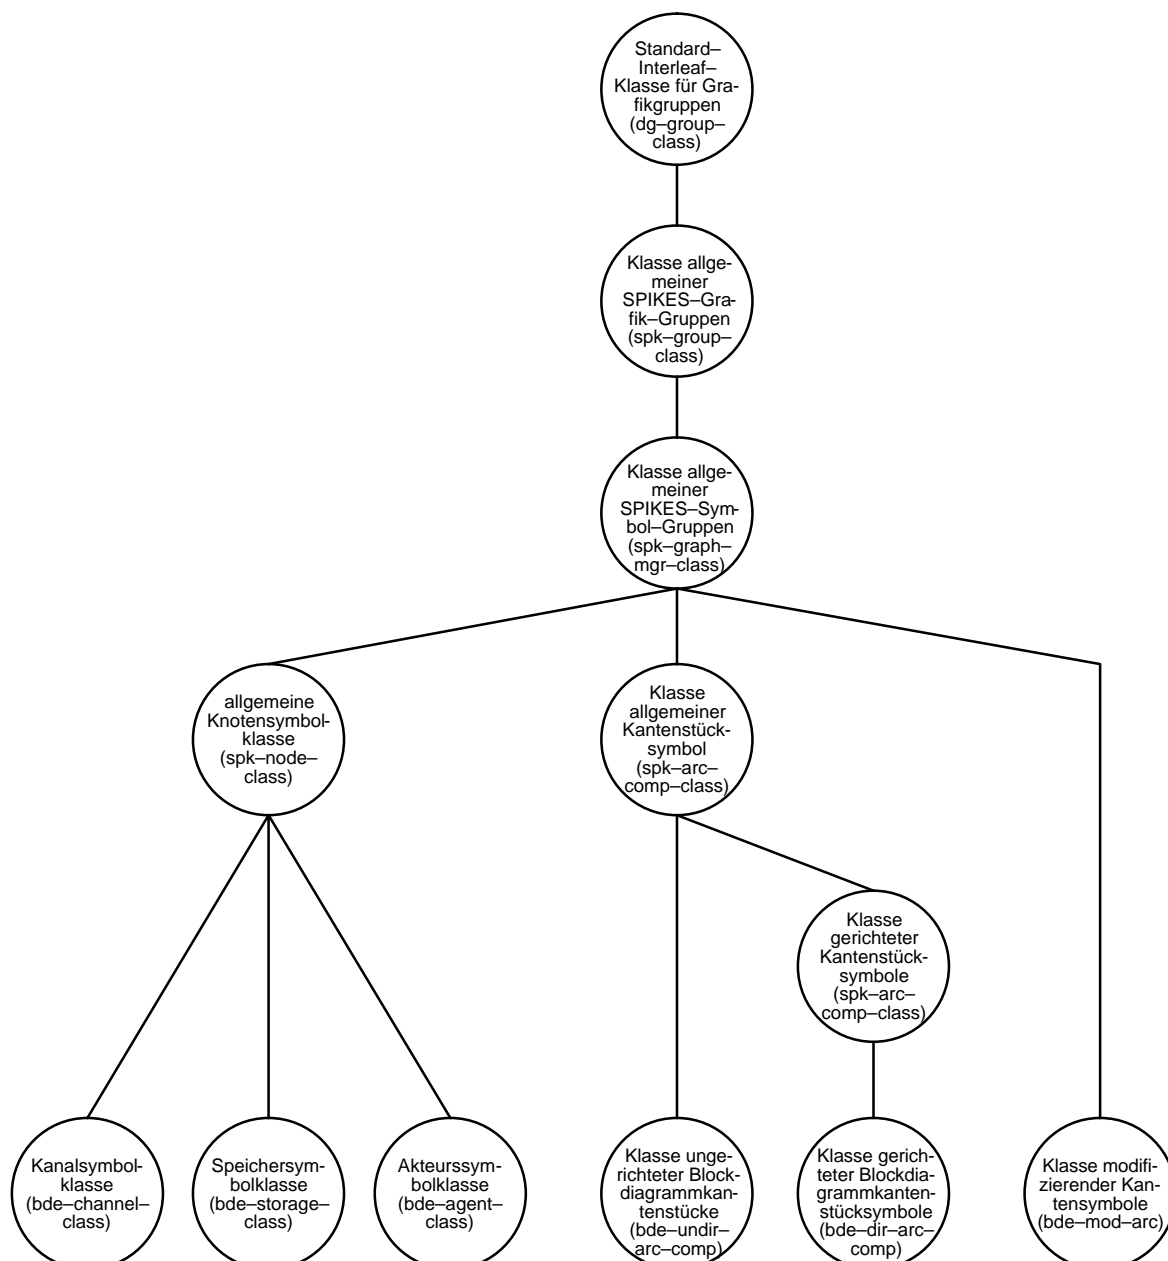 Standard–
Interleaf–
Klasse für Gra-
fikgruppen
(dg–group–
class)
Klasse allge-
meiner
SPIKES–Gra-
fik–Gruppen
(spk–group–
class)
Klasse allge-
meiner
SPIKES–Sym-
bol–Gruppen
(spk–graph–
mgr–class)
allgemeine
Knotensymbol-
klasse
(spk–node–
class)
Klasse
allgemeiner
Kantenstück-
symbol
(spk–arc–
comp–class)
Klasse
gerichteter
Kantenstück-
symbole
(spk–arc–
comp–class)
Kanalsymbol-
klasse
(bde–channel–
class)
Speichersym-
bolklasse
(bde–storage–
class)
Akteurssym-
bolklasse
(bde–agent–
class)
Klasse unge-
richteter Block-
diagrammkan-
tenstücke
(bde–undir–
arc–comp)
Klasse gerich-
teter Blockdia-
grammkanten-
stücksymbole
(bde–dir–arc–
comp)
Klasse modifi-
zierender Kan-
tensymbole
(bde–mod–arc)